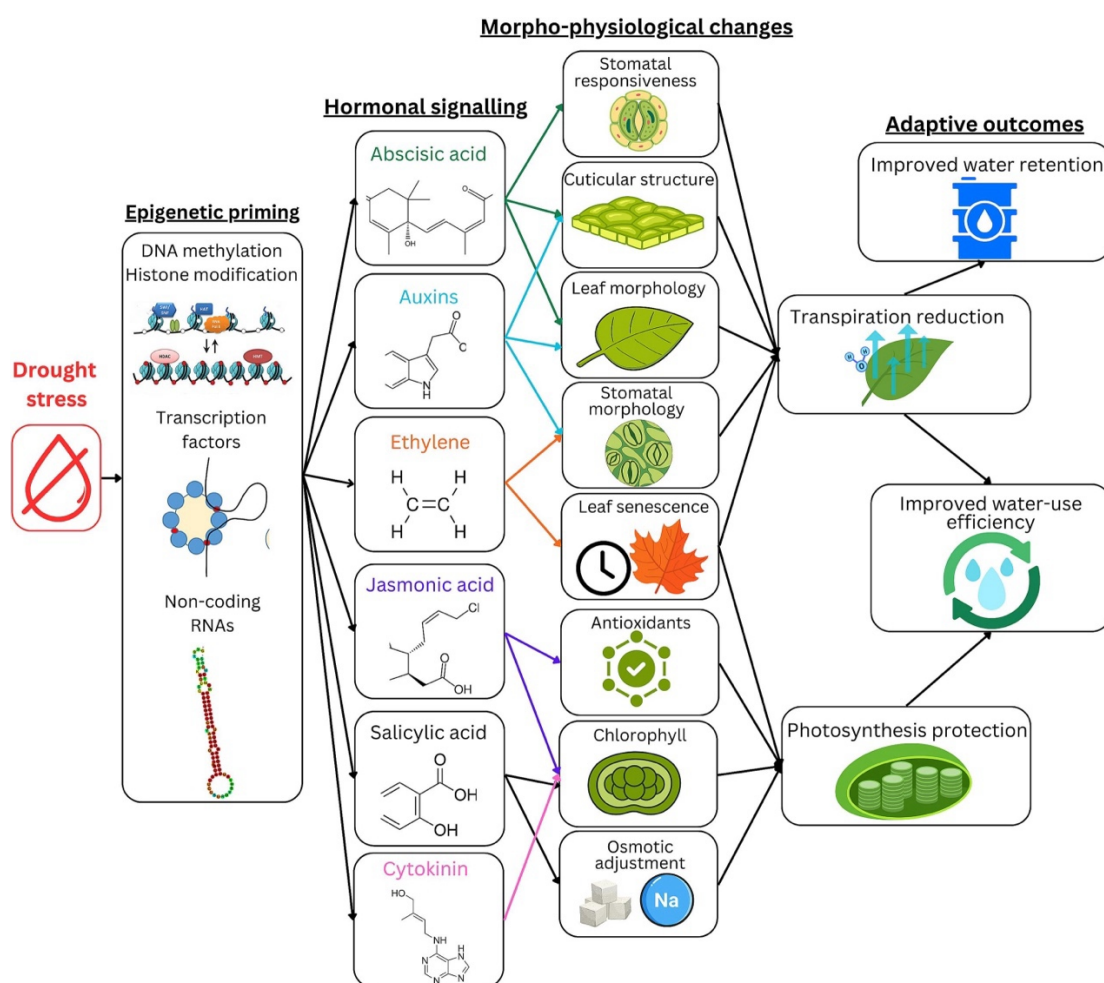 Morpho-physiological changes
Hormonal signalling
Adaptive outcomes
Epigenetic priming
Drought
stress
DNA methylation
Histone modification
Transcription
factors
Non-coding
RNAs
Abscisic acid
O
OH
Auxins
O
C
N
H
Ethylene
H H
C=C
H H
Jasmonic acid
Cl
O
OH
Salicylic acid
O
OH
OH
Cytokinin
HO
NH
H
N
N
N
N
Stomatal
responsiveness
Cuticular structure
Leaf morphology
Stomatal
morphology
Leaf senescence
Antioxidants
Chlorophyll
Osmotic
adjustment
Na
Improved water retention
Transpiration reduction
H H
O
Improved water-use
efficiency
Photosynthesis protection